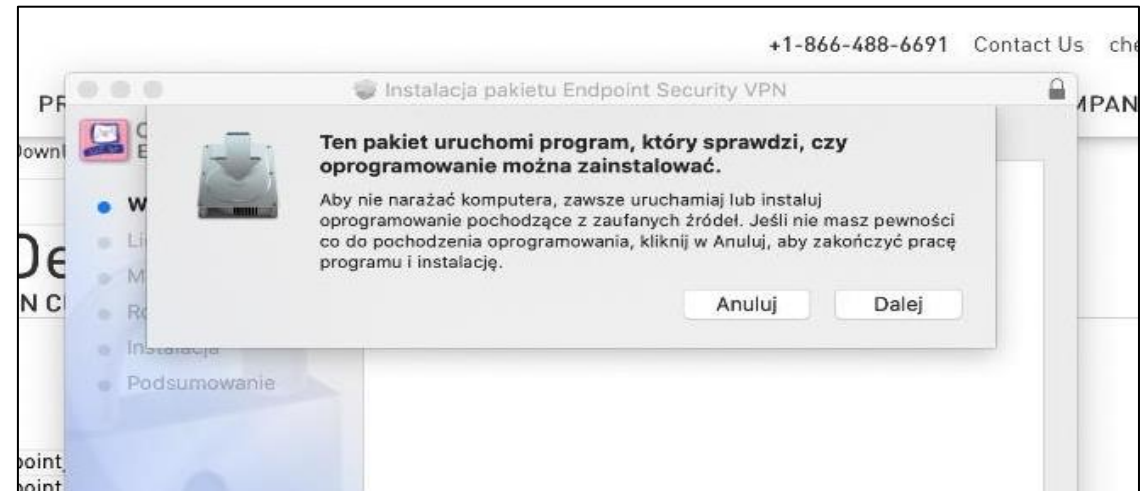 +1-866-488-6691 Contact Us
Instalacja pakietu Endpoint Security VPN
Ten pakiet uruchomi program, który sprawdzi, czy
oprogramowanie można zainstalować.
Aby nie narażać komputera, zawsze uruchamiaj lub instaluj
oprogramowanie pochodzące z zaufanych źródeł. Jeśli nie masz pewności
co do pochodzenia oprogramowania, kliknij w Anuluj, aby zakończyć pracę
programu i instalację.
Anuluj Dalej
Instalacja
Podsumowanie